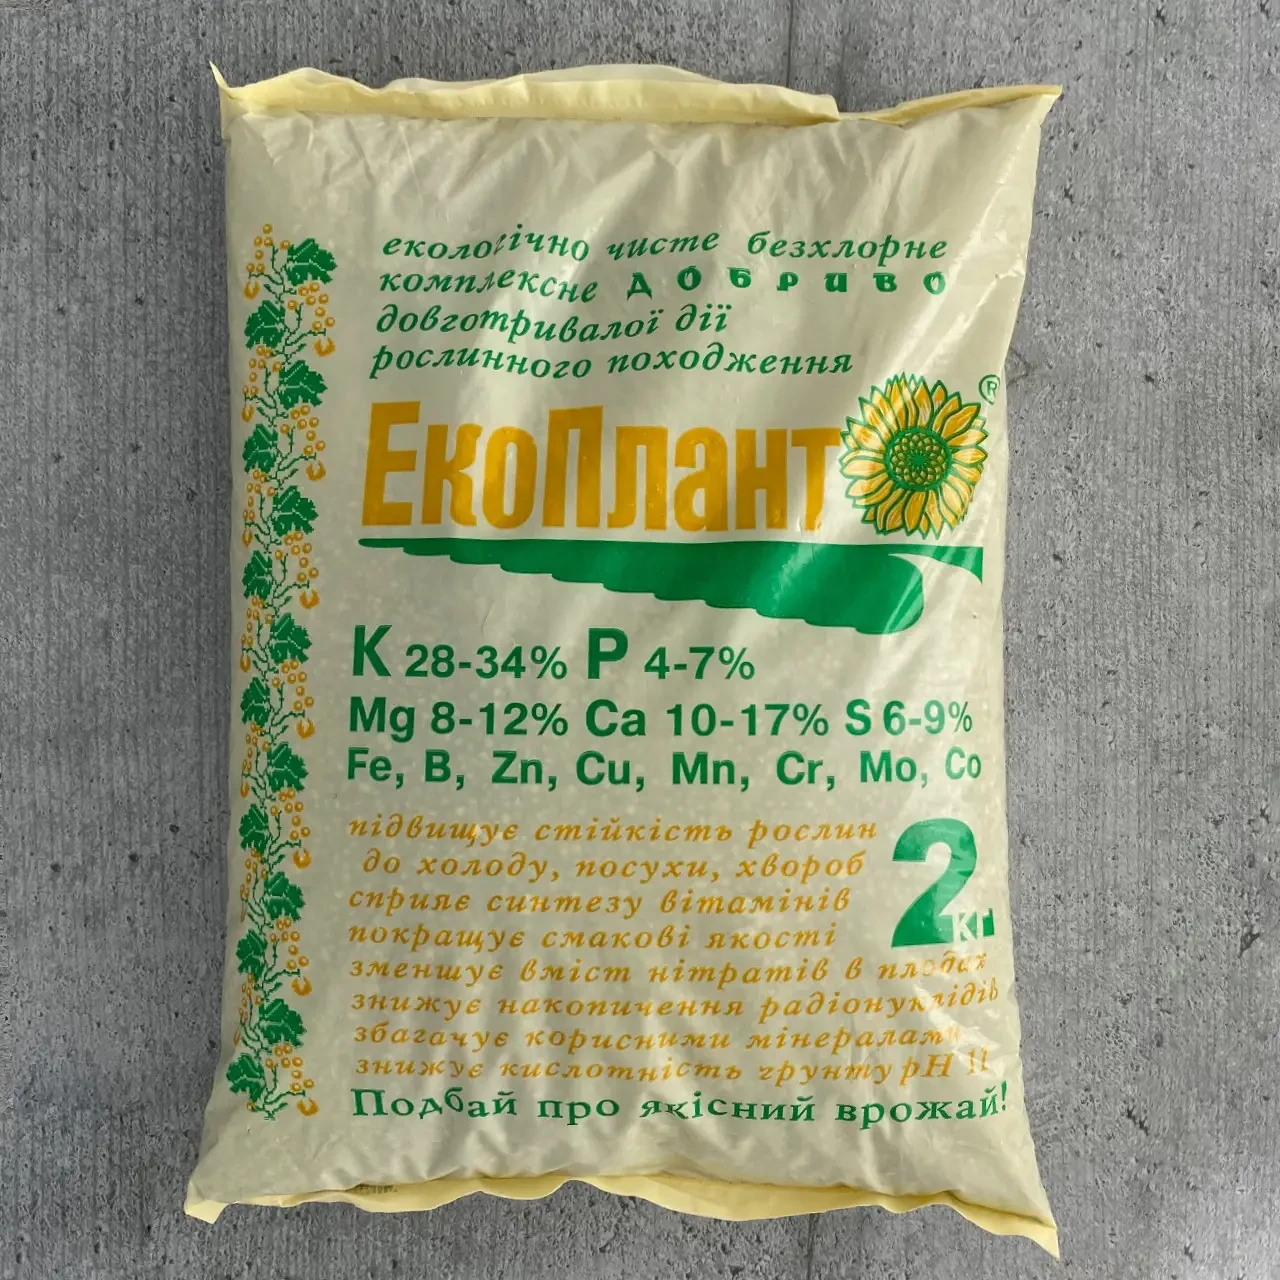 екологічно чисте безхлорне
комплексне добриво
довготривалої дії
рослинного походження
®
ЕкоПлант
K 28-34% P 4-7%
Mg 8-12% Ca 10-17% S 6-9%
Fe, B, Zn, Cu, Mn, Cr, Mo, Co
підвищує стійкість рослин
до холоду, посухи, хвороб
сприяє синтезу вітамінів
покращує смакові якості
2 кг
зменшує вміст нітратів в плодах
знижує накопичення радіонуклідів
збагачує корисними мінералами
знижує кислотність ґрунту pH 11
Подбай про якісний врожай!